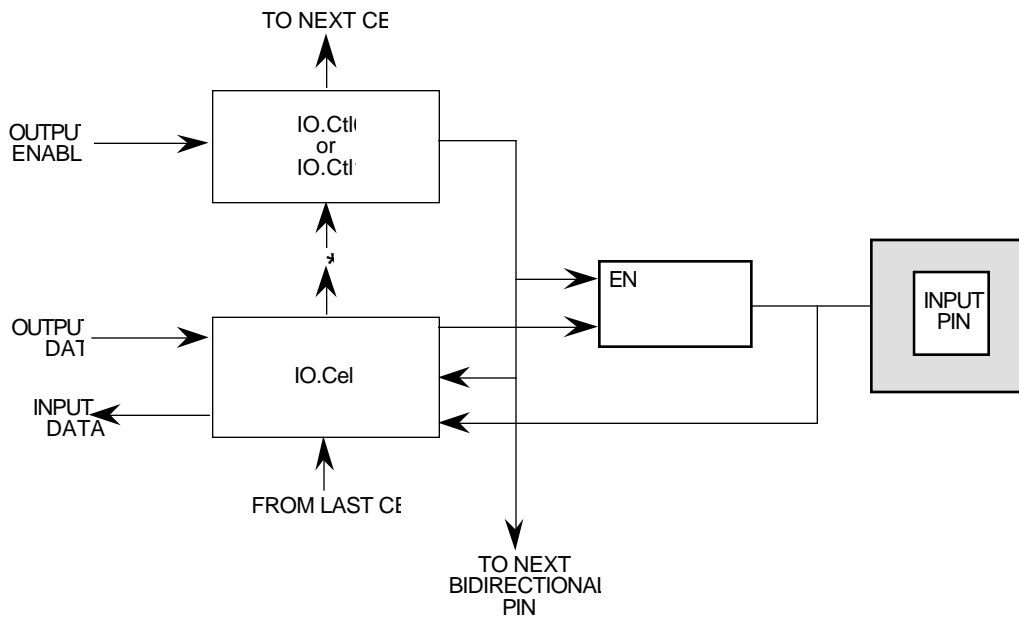 TO NEXT CE
OUTPUT
ENABL
IO.Ctl(
or
IO.Ctl
*
OUTPUT
DAT
INPUT
DATA
IO.Cel
FROM LAST CE
EN
INPUT
PIN
TO NEXT
BIDIRECTIONAL
PIN